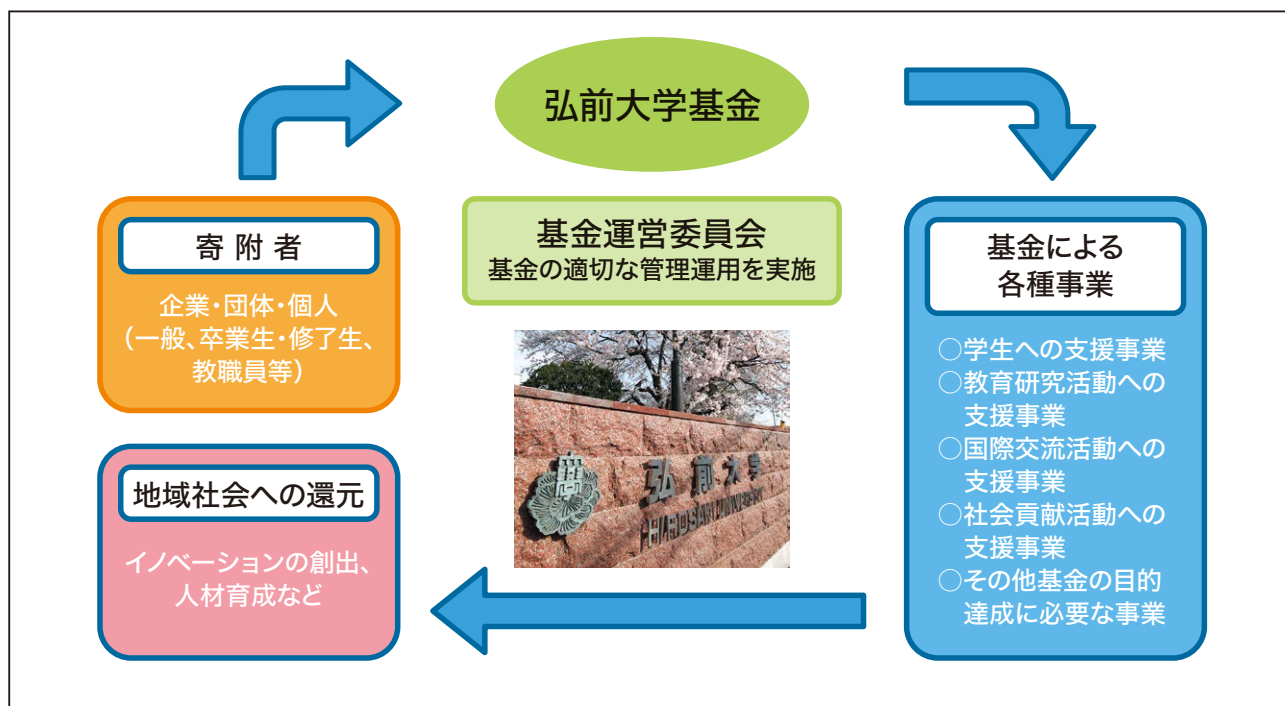 弘前大学基金
基金運営委員会
基金の適切な管理運用を実施
寄附者
企業・団体・個人
（一般、卒業生・修了生、
教職員等）
地域社会への還元
イノベーションの創出、
人材育成など
弘前大学
HIROSAKI UNIVERSITY
基金による
各種事業
○学生への支援事業
○教育研究活動への
支援事業
○国際交流活動への
支援事業
○社会貢献活動への
支援事業
○その他基金の目的
達成に必要な事業